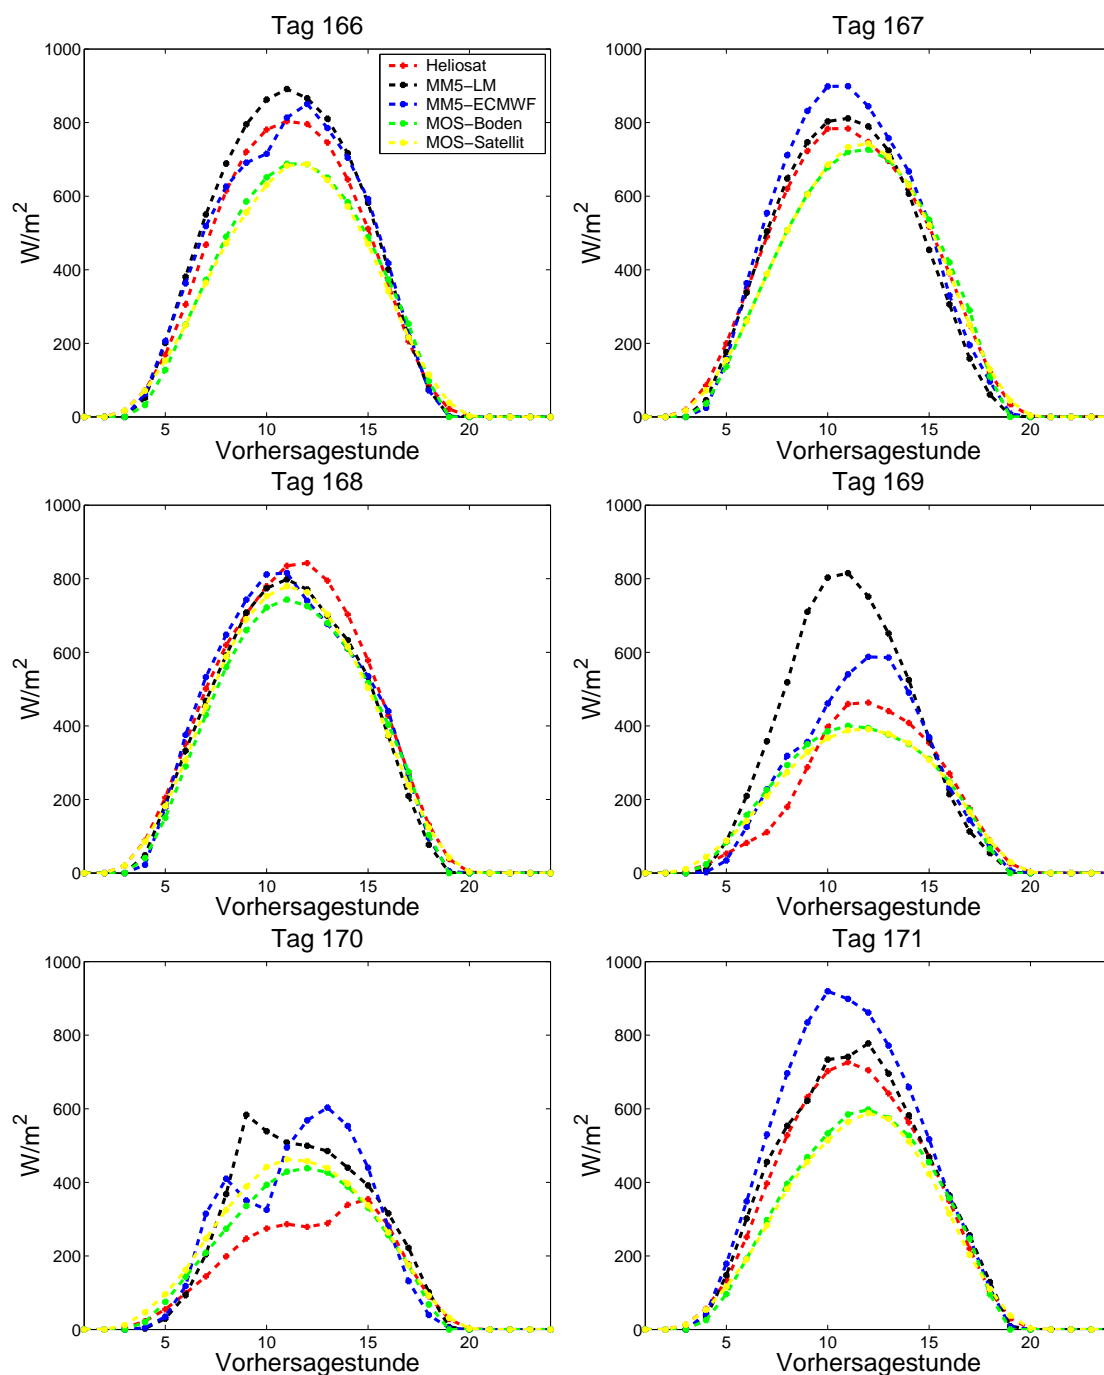 Tag 166
W/m²
1000
800
600
400
200
0
5 10 15 20
Vorhersagestunde
Heliosat
MM5−LM
MM5−ECMWF
MOS−Boden
MOS−Satellit
Tag 167
W/m²
1000
800
600
400
200
0
5 10 15 20
Vorhersagestunde
Tag 168
W/m²
1000
800
600
400
200
0
5 10 15 20
Vorhersagestunde
Tag 169
W/m²
1000
800
600
400
200
0
5 10 15 20
Vorhersagestunde
Tag 170
W/m²
1000
800
600
400
200
0
5 10 15 20
Vorhersagestunde
Tag 171
W/m²
1000
800
600
400
200
0
5 10 15 20
Vorhersagestunde